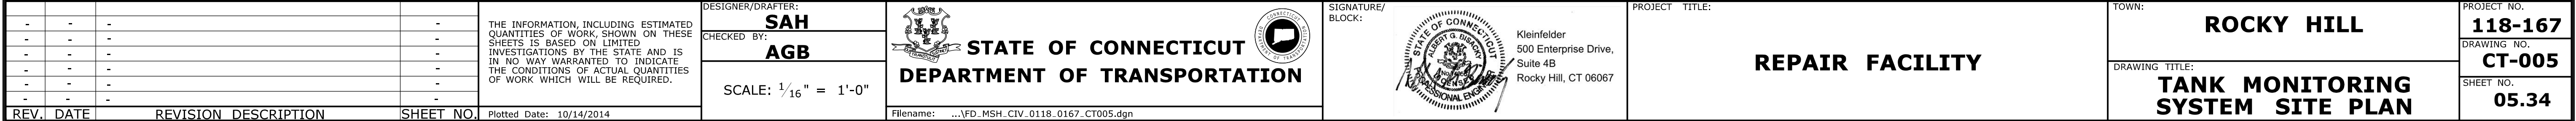 REV. DATE REVISION DESCRIPTION SHEET NO.
THE INFORMATION, INCLUDING ESTIMATED
QUANTITIES OF WORK, SHOWN ON THESE
SHEETS IS BASED ON LIMITED
INVESTIGATIONS BY THE STATE AND IS
IN NO WAY WARRANTED TO INDICATE
THE CONDITIONS OF ACTUAL QUANTITIES
OF WORK WHICH WILL BE REQUIRED.
Plotted Date: 10/14/2014
DESIGNER/DRAFTER:
SAH
CHECKED BY:
AGB
SCALE: 1/16" = 1'-0"
STATE OF CONNECTICUT
DEPARTMENT OF TRANSPORTATION
Filename: ...\FD_MSH_CIV_0118_0167_CT005.dgn
SIGNATURE/
BLOCK:
STATE OF CONNECTICUT
ALBERT G. BISACKY
LICENSED
PROFESSIONAL ENGINEER
Kleinfelder
500 Enterprise Drive,
Suite 4B
Rocky Hill, CT 06067
PROJECT TITLE:
REPAIR FACILITY
TOWN:
ROCKY HILL
DRAWING TITLE:
TANK MONITORING
SYSTEM SITE PLAN
PROJECT NO.
118-167
DRAWING NO.
CT-005
SHEET NO.
05.34